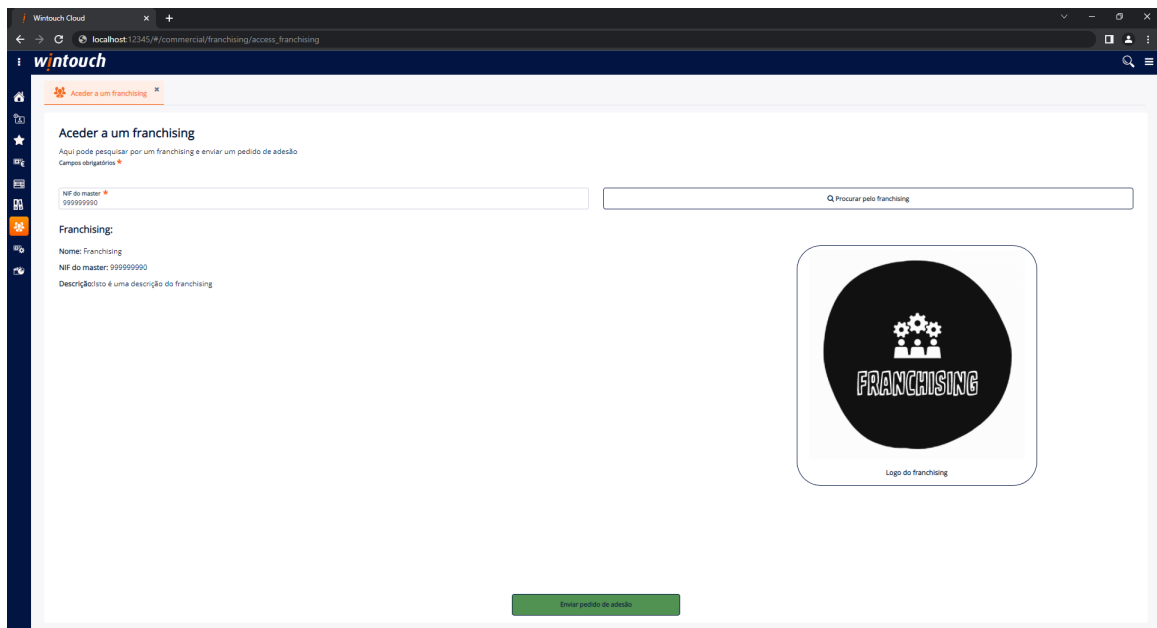 Wintouch Cloud
localhost:12345/#/commercial/franchising/access_franchising
wintouch
Aceder a um franchising
Aceder a um franchising
Aqui pode pesquisar por um franchising e enviar um pedido de adesão
Campos obrigatórios *
NIF do master *
999999990
Procurar pelo franchising
Franchising:
Nome: Franchising
NIF do master: 999999990
Descrição:Isto é uma descrição do franchising
FRANCHISING
Logo do franchising
Enviar pedido de adesão